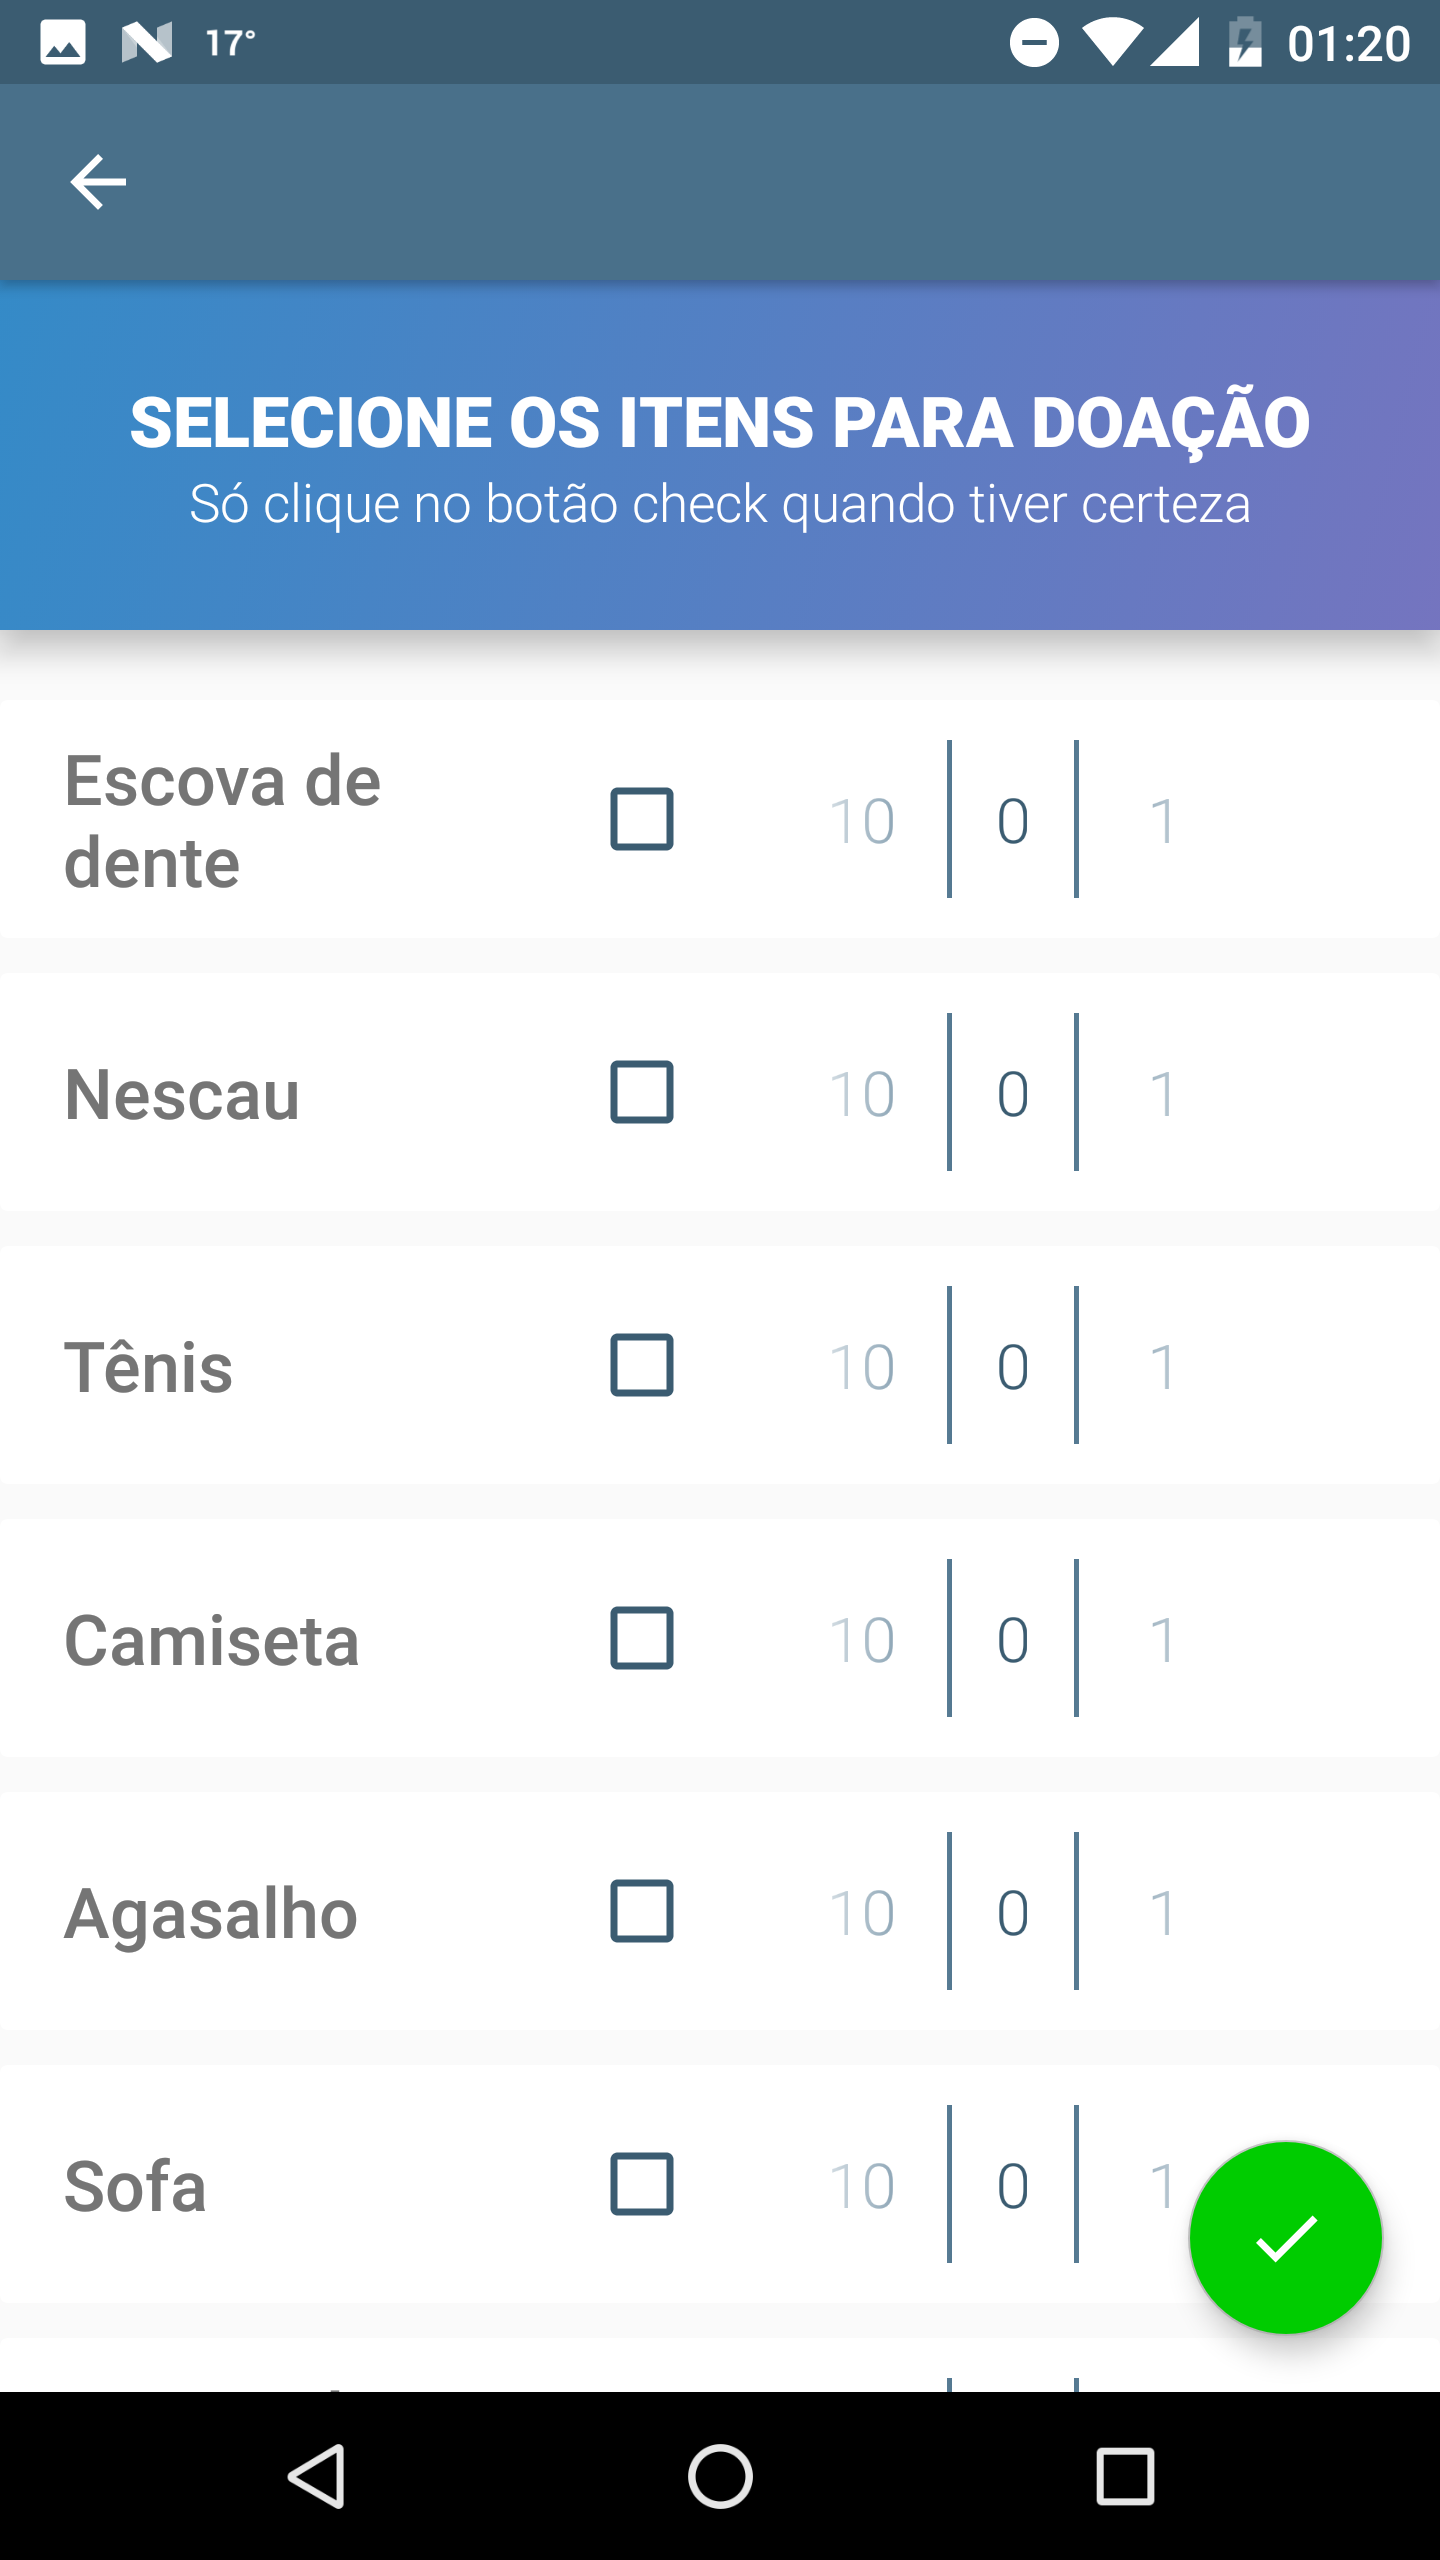 17° 01:20
SELECIONE OS ITENS PARA DOAÇÃO
Só clique no botão check quando tiver certeza
Escova de
dente
10 0 1
Nescau 10 0 1
Tênis 10 0 1
Camiseta 10 0 1
Agasalho 10 0 1
Sofa 10 0 1